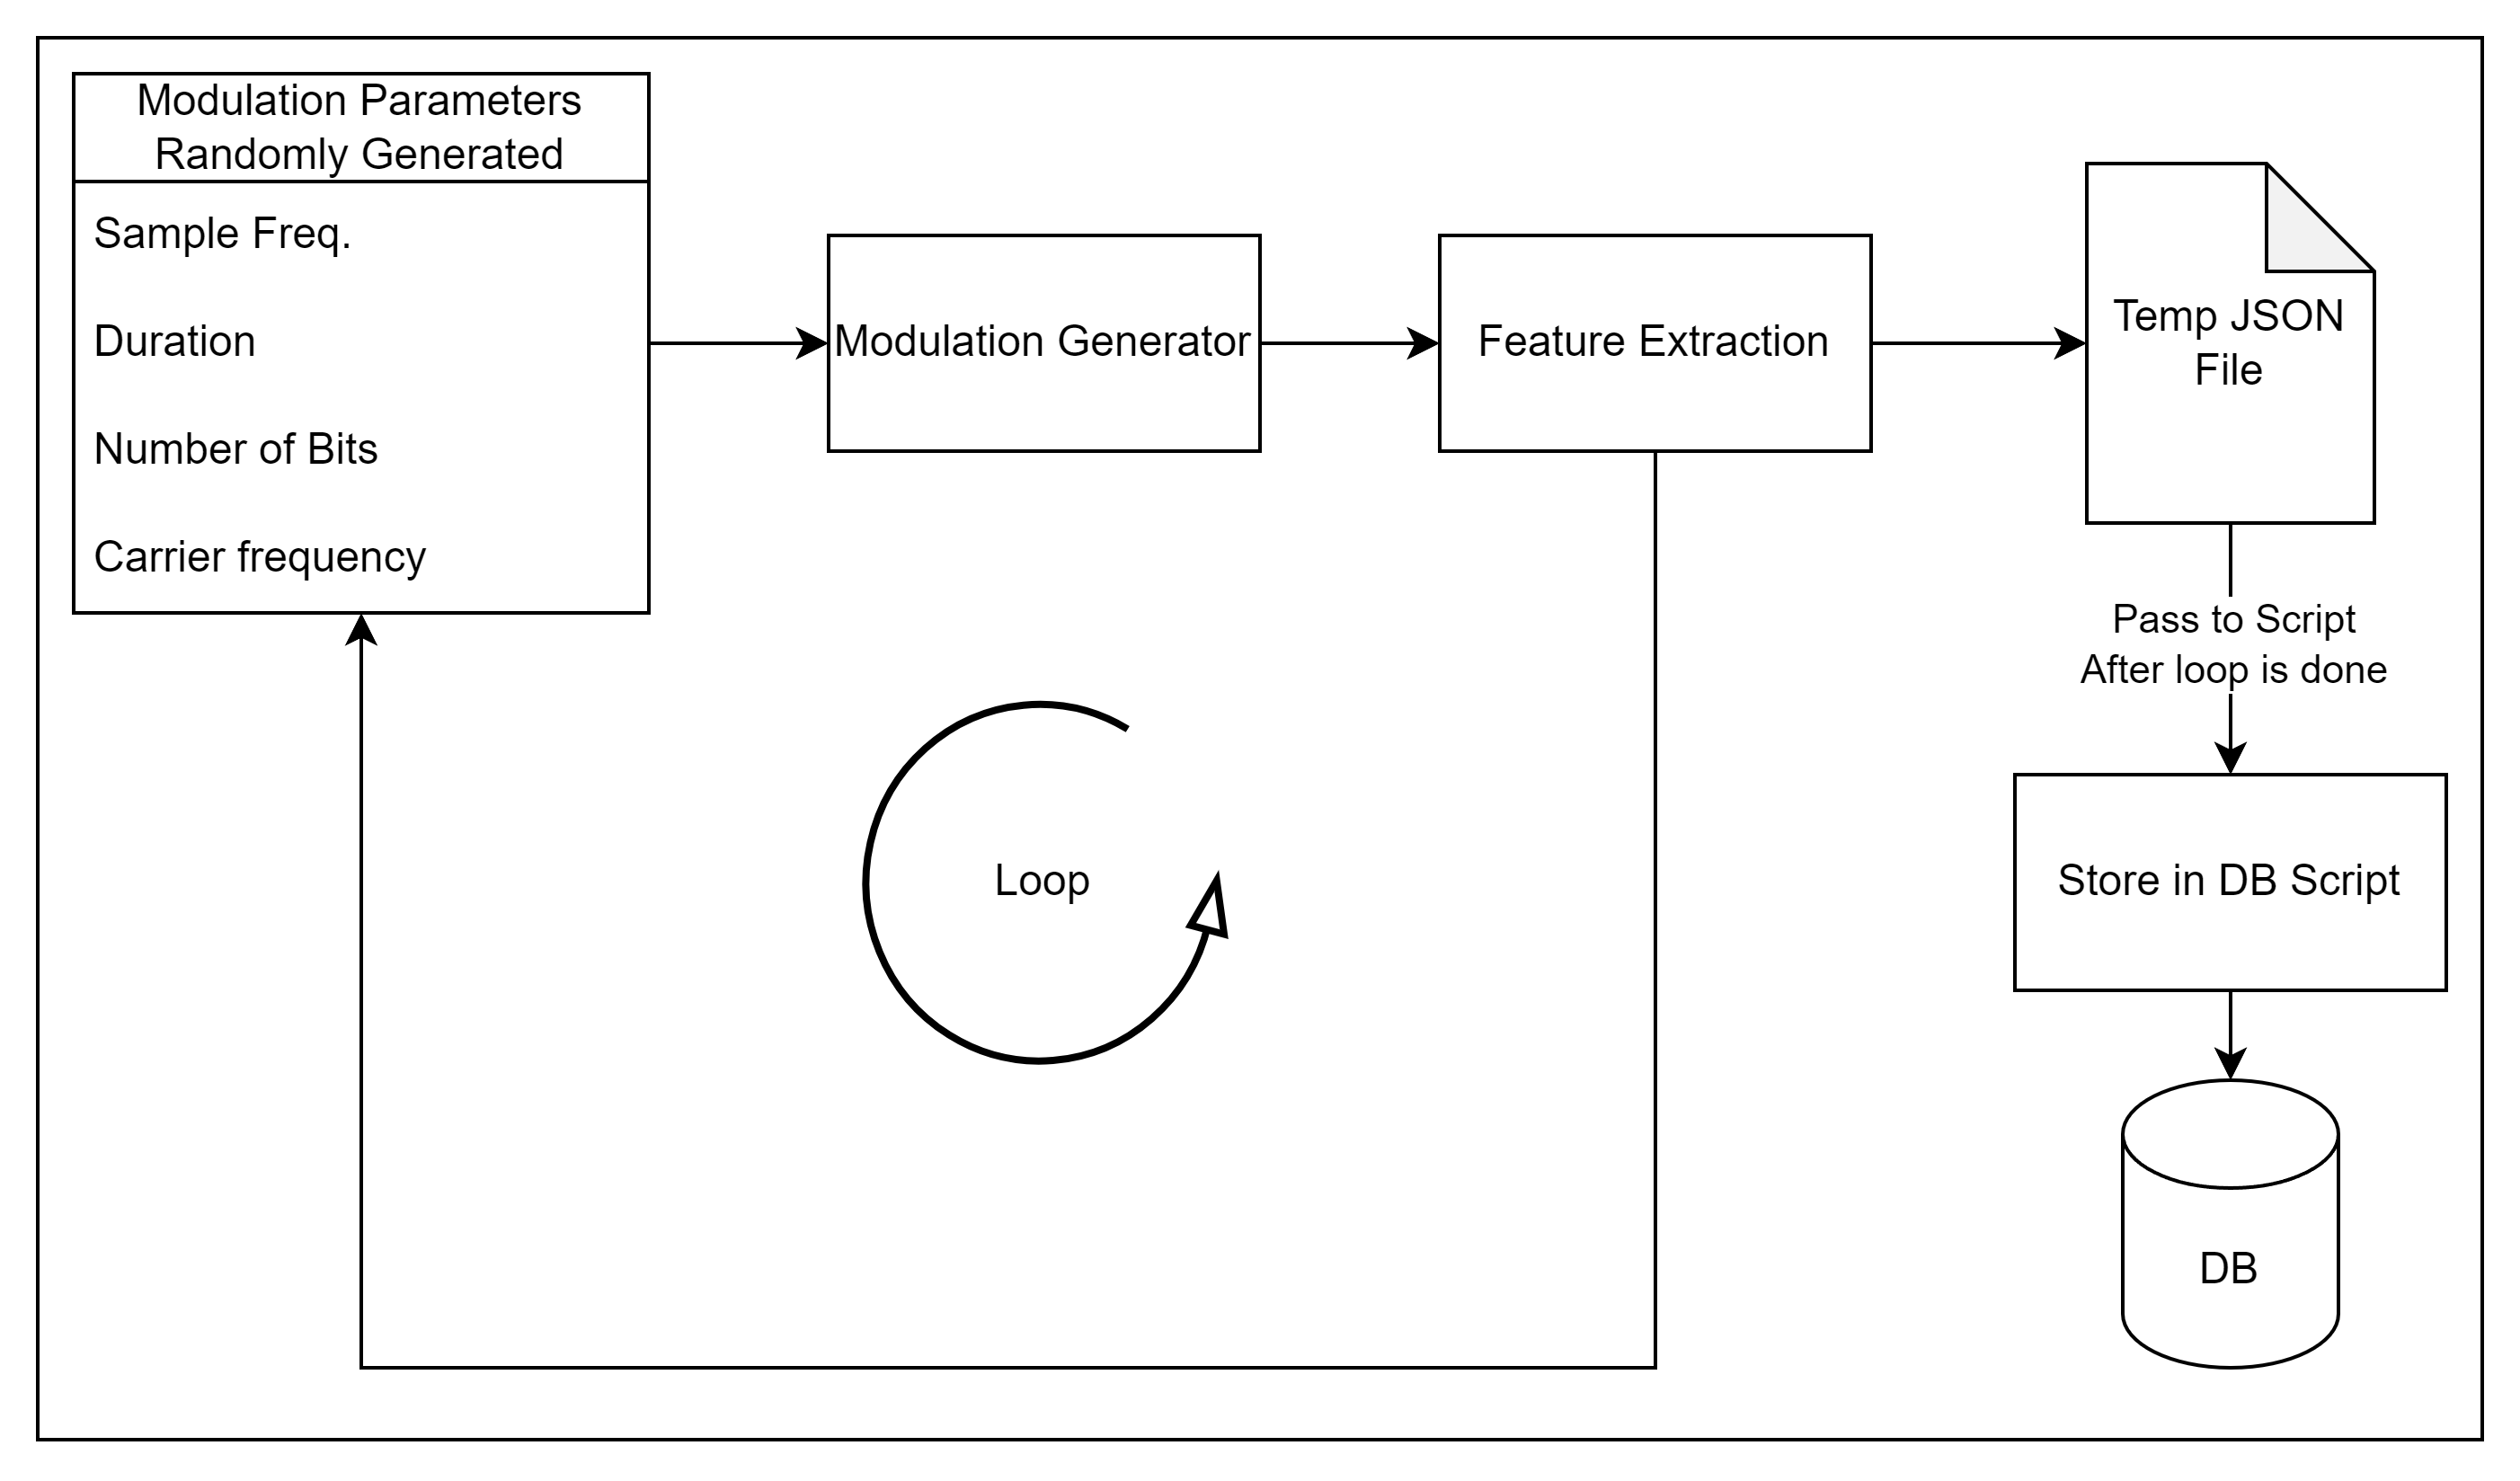 Modulation Parameters
Randomly Generated
Sample Freq.
Duration
Number of Bits
Carrier frequency
Modulation Generator
Feature Extraction
Temp JSON
File
Pass to Script
After loop is done
Loop
Store in DB Script
DB